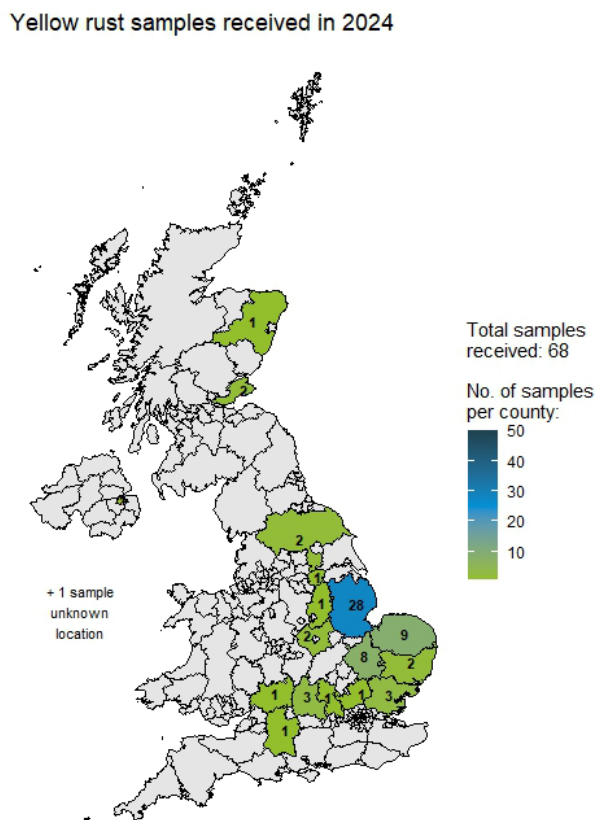 Yellow rust samples received in 2024
1
2
Total samples
received: 68
No. of samples
per county:
50
40
30
20
10
2
1
+ 1 sample
unknown
location
1
28
2
9
8
2
1
3
1
1
3
1